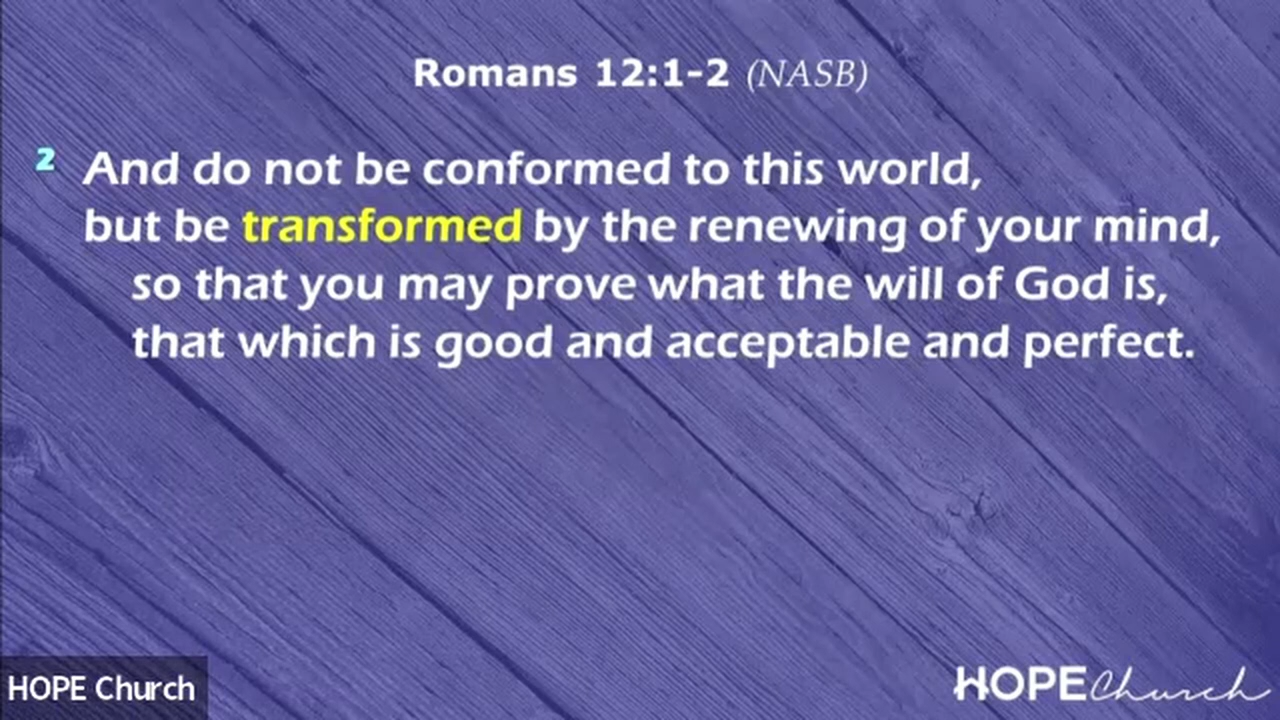 Romans 12:1-2 (NASB)
2 And do not be conformed to this world,
but be transformed by the renewing of your mind,
so that you may prove what the will of God is,
that which is good and acceptable and perfect.
HOPE Church
HOPE Church